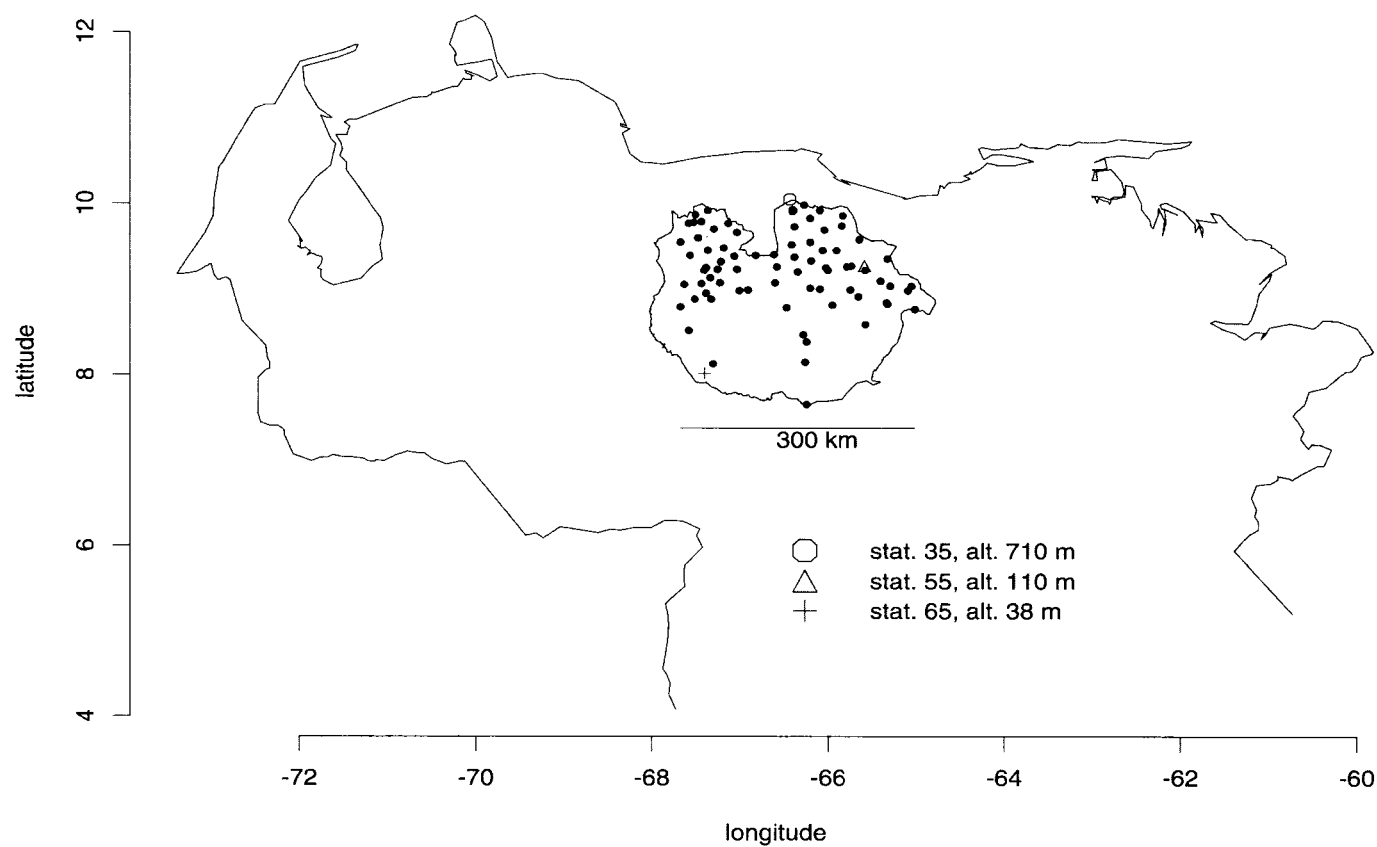 12
10
8
6
4
latitude
300 km
stat. 35, alt. 710 m
stat. 55, alt. 110 m
stat. 65, alt. 38 m
-72 -70 -68 -66 -64 -62 -60
longitude